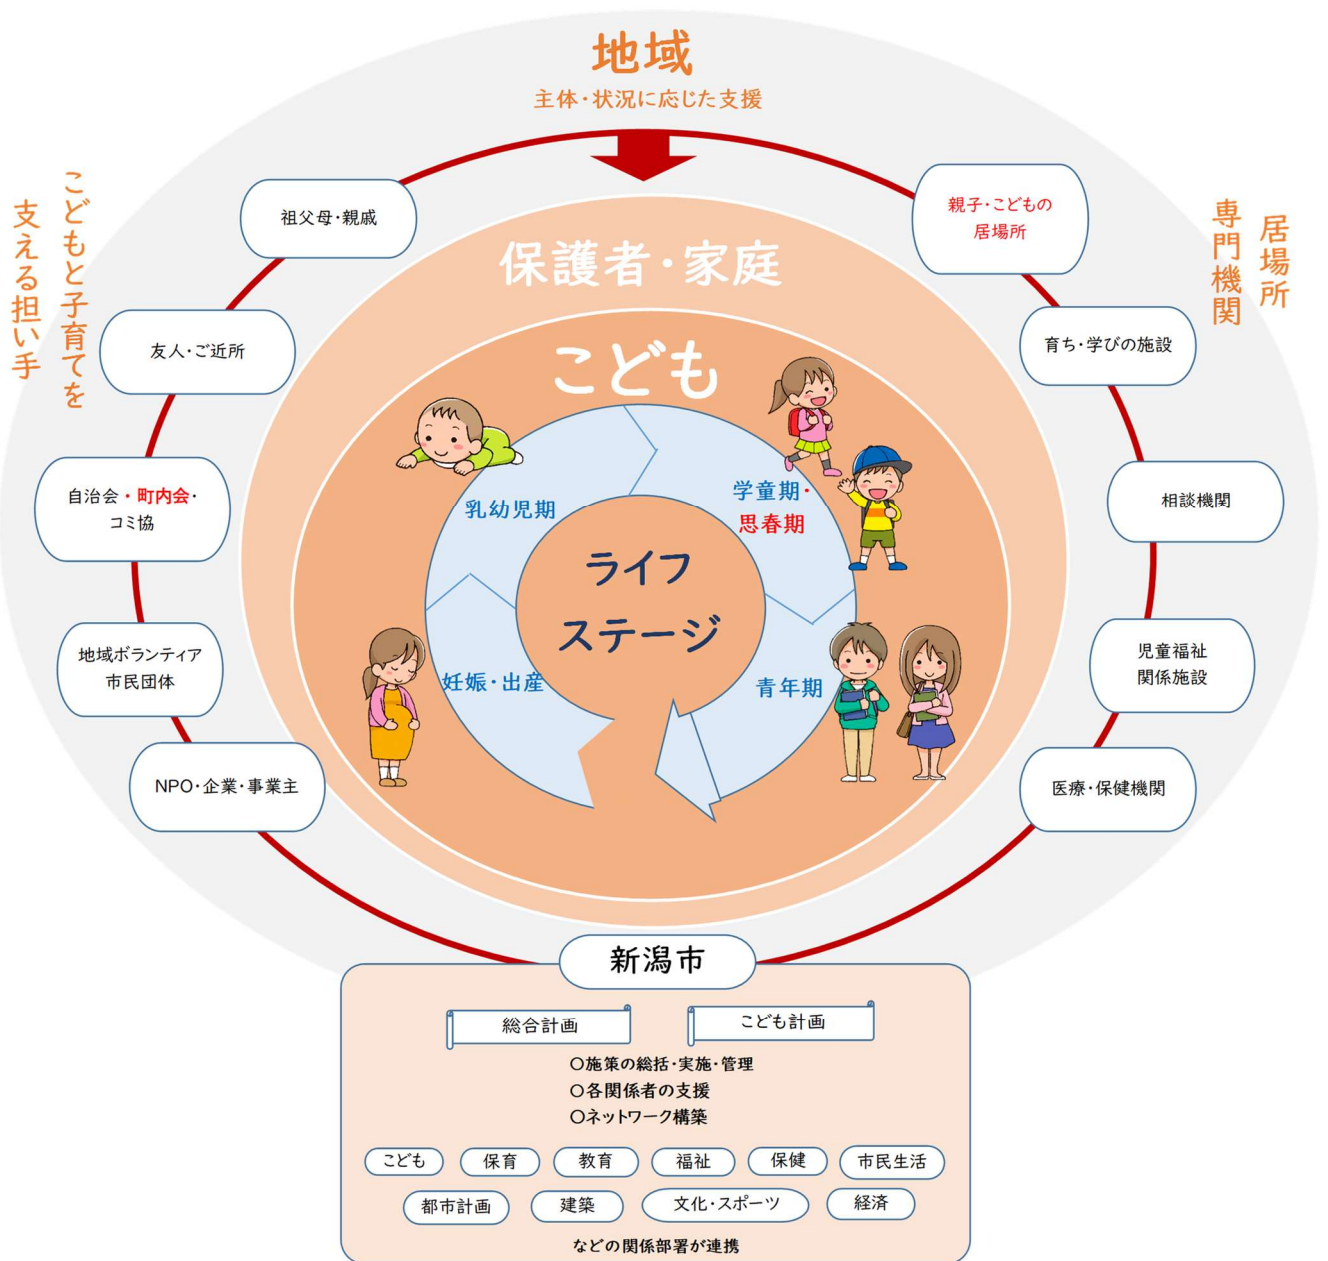 地域
主体・状況に応じた支援
こどもと子育てを
支える担い手
居場所
専門機関
祖父母・親戚
友人・ご近所
自治会・町内会・
コミ協
地域ボランティア
市民団体
NPO・企業・事業主
親子・こどもの
居場所
育ち・学びの施設
相談機関
児童福祉
関係施設
医療・保健機関
保護者・家庭
こども
乳幼児期
学童期・
思春期
ライフ
ステージ
妊娠・出産
青年期
新潟市
総合計画
こども計画
○施策の総括・実施・管理
○各関係者の支援
○ネットワーク構築
こども
保育
教育
福祉
保健
市民生活
都市計画
建築
文化・スポーツ
経済
などの関係部署が連携